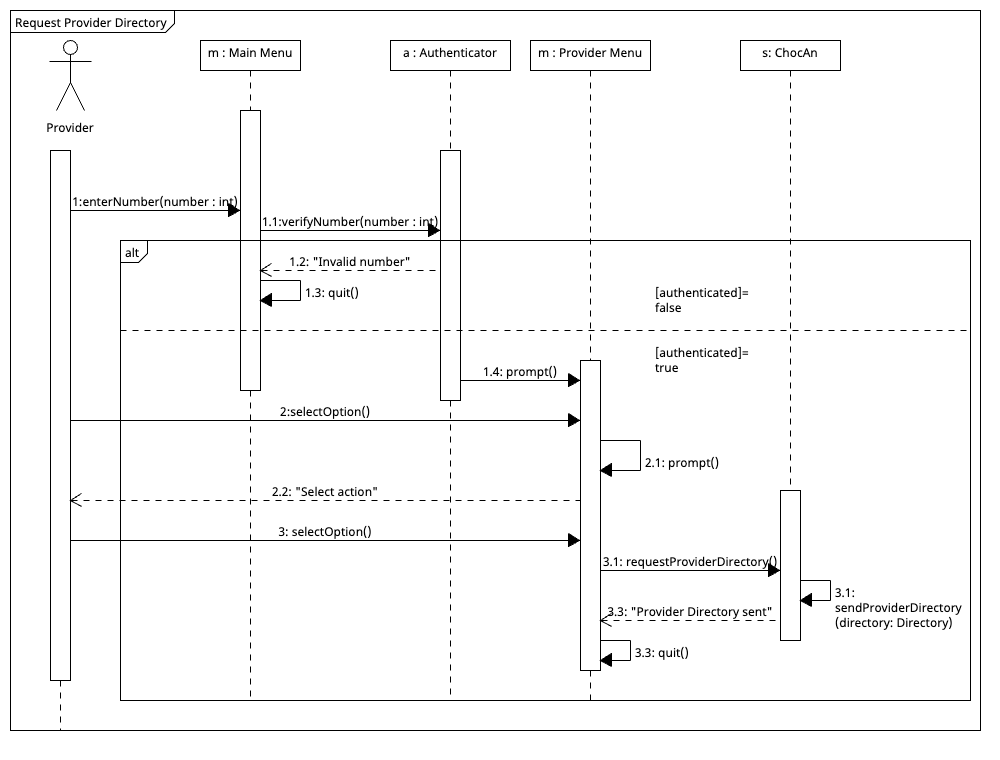 Request Provider Directory
m : Main Menu
a : Authenticator
m : Provider Menu
s: ChocAn
Provider
1:enterNumber(number : int)
1.1:verifyNumber(number : int)
alt
1.2: "Invalid number"
1.3: quit()
[authenticated]=
false
[authenticated]=
true
1.4: prompt()
2:selectOption()
2.1: prompt()
2.2: "Select action"
3: selectOption()
3.1: requestProviderDirectory()
3.1:
sendProviderDirectory
(directory: Directory)
3.3: "Provider Directory sent"
3.3: quit()